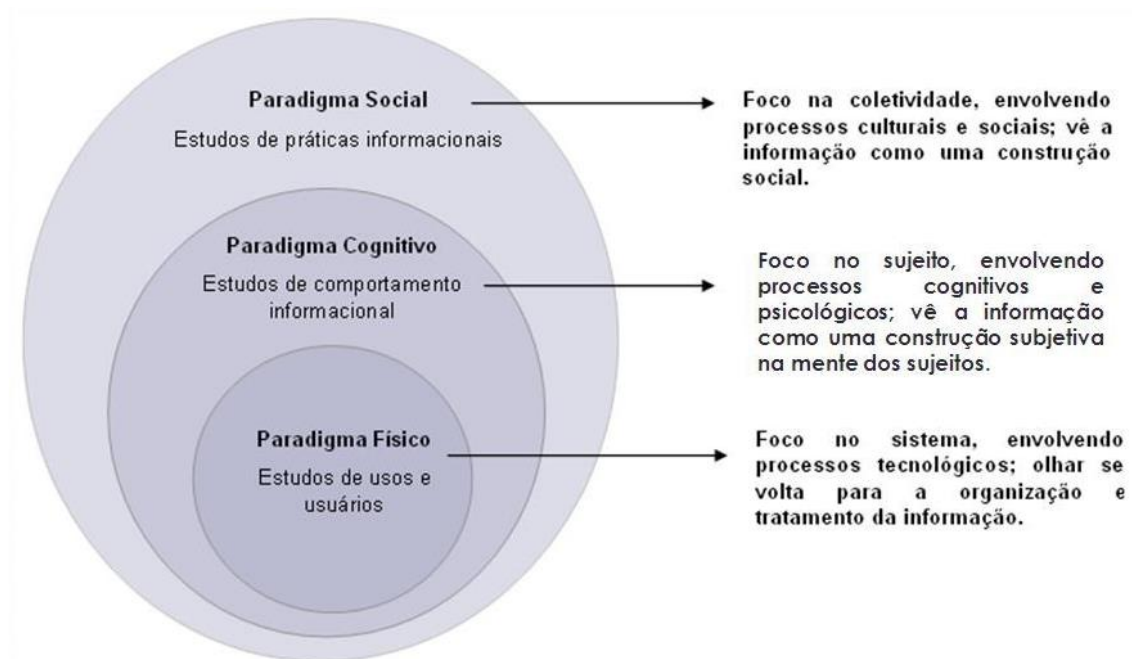 Paradigma Social
Estudos de práticas informacionais
Foco na coletividade, envolvendo
processos culturais e sociais; vê a
informação como uma construção
social.
Paradigma Cognitivo
Estudos de comportamento
informacional
Foco no sujeito, envolvendo
processos cognitivos e
psicológicos; vê a informação
como uma construção subjetiva
na mente dos sujeitos.
Paradigma Físico
Estudos de usos e
usuários
Foco no sistema, envolvendo
processos tecnológicos; olhar se
volta para a organização e
tratamento da informação.